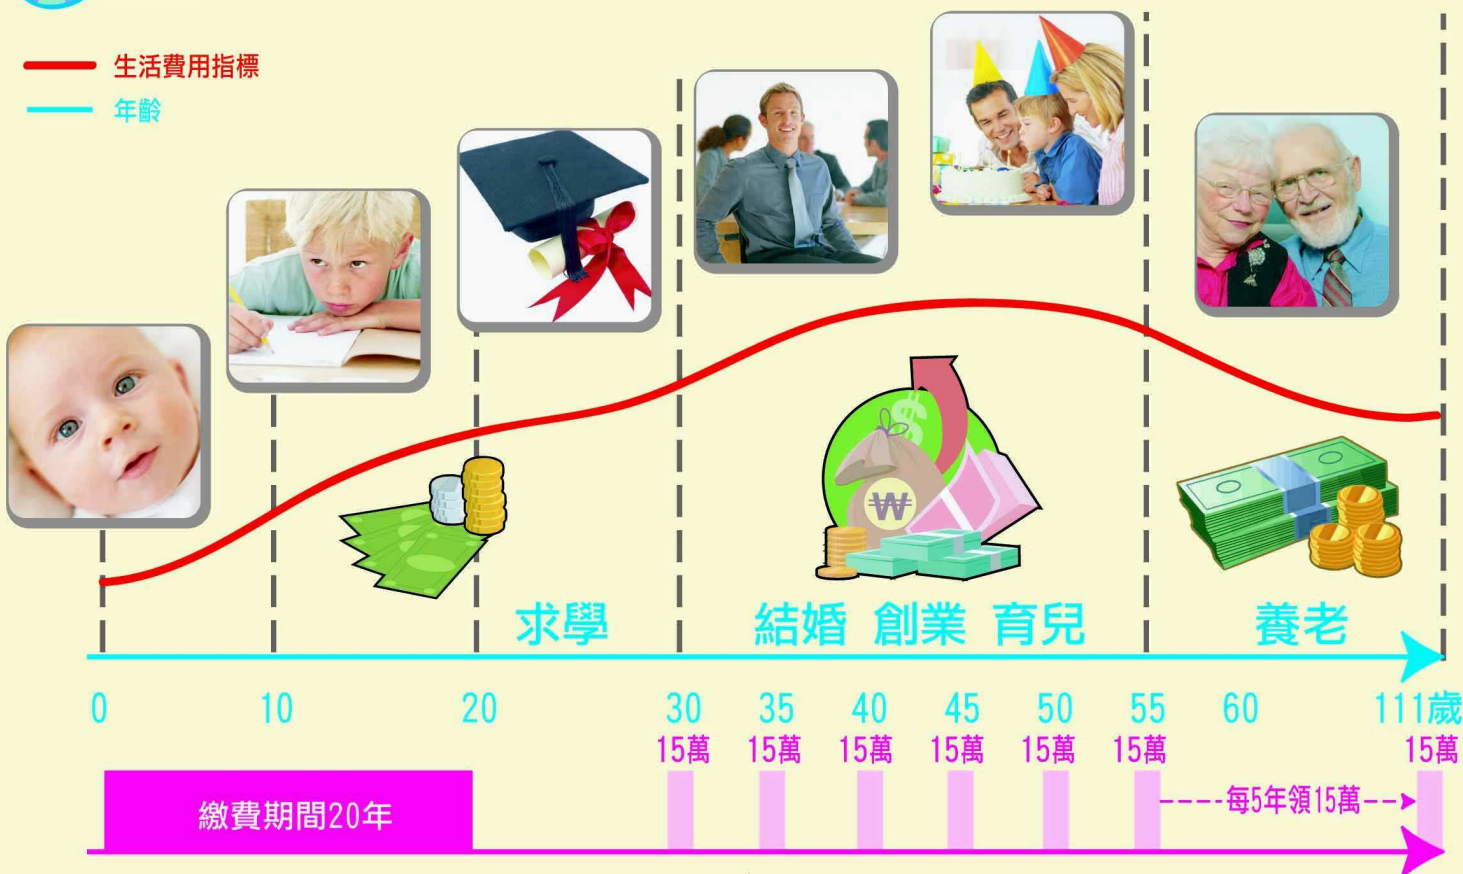 生活費用指標
年齡
$
₩
求學 結婚 創業 育兒 養老
0 10 20 30 35 40 45 50 55 60 111歲
15萬 15萬 15萬 15萬 15萬 15萬 15萬
繳費期間20年 每5年領15萬